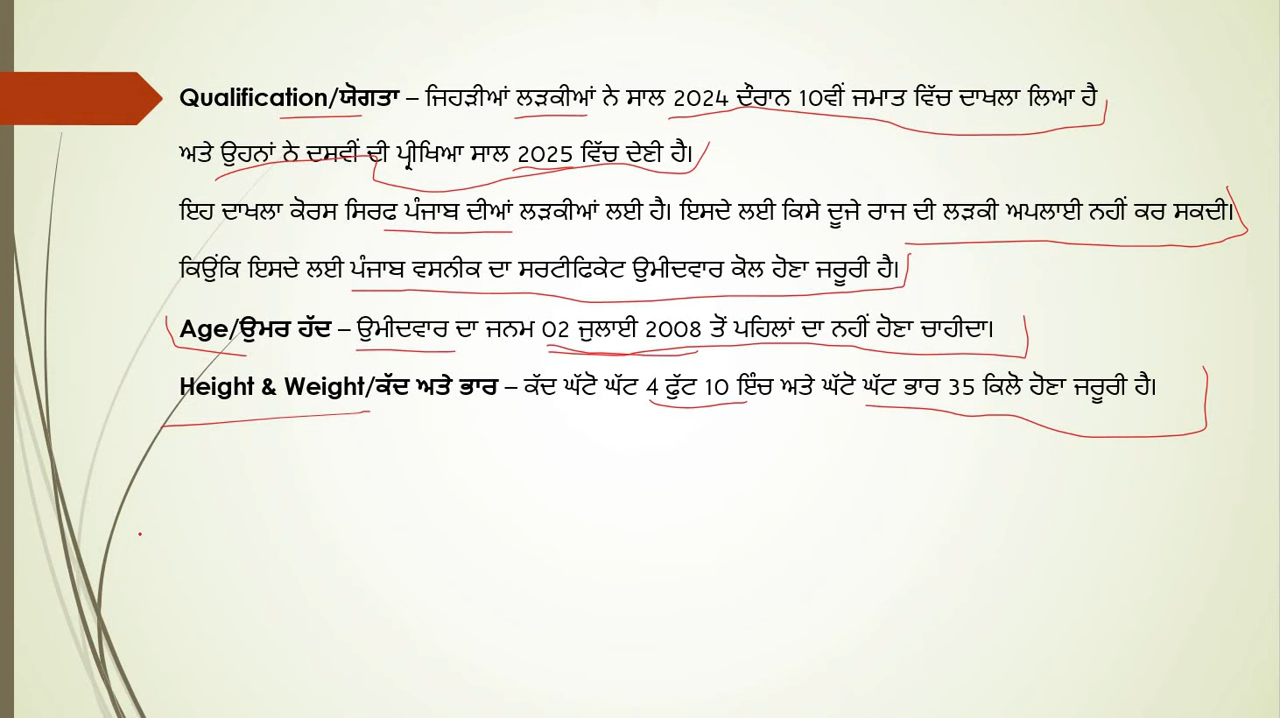 Qualification/ਯੋਗਤਾ – ਜਿਹੜੀਆਂ ਲੜਕੀਆਂ ਨੇ ਸਾਲ 2024 ਦੌਰਾਨ 10ਵੀਂ ਜਮਾਤ ਵਿੱਚ ਦਾਖਲਾ ਲਿਆ ਹੈ
ਅਤੇ ਉਹਨਾਂ ਨੇ ਦਸਵੀਂ ਦੀ ਪ੍ਰੀਖਿਆ ਸਾਲ 2025 ਵਿੱਚ ਦੇਣੀ ਹੈ।
ਇਹ ਦਾਖਲਾ ਕੋਰਸ ਸਿਰਫ ਪੰਜਾਬ ਦੀਆਂ ਲੜਕੀਆਂ ਲਈ ਹੈ। ਇਸਦੇ ਲਈ ਕਿਸੇ ਦੂਜੇ ਰਾਜ ਦੀ ਲੜਕੀ ਅਪਲਾਈ ਨਹੀਂ ਕਰ ਸਕਦੀ।
ਕਿਉਂਕਿ ਇਸਦੇ ਲਈ ਪੰਜਾਬ ਵਸਨੀਕ ਦਾ ਸਰਟੀਫਿਕੇਟ ਉਮੀਦਵਾਰ ਕੋਲ ਹੋਣਾ ਜਰੂਰੀ ਹੈ।
Age/ਉਮਰ ਹੱਦ – ਉਮੀਦਵਾਰ ਦਾ ਜਨਮ 02 ਜੁਲਾਈ 2008 ਤੋਂ ਪਹਿਲਾਂ ਦਾ ਨਹੀਂ ਹੋਣਾ ਚਾਹੀਦਾ।
Height & Weight/ਕੱਦ ਅਤੇ ਭਾਰ – ਕੱਦ ਘੱਟੋ ਘੱਟ 4 ਫੁੱਟ 10 ਇੰਚ ਅਤੇ ਘੱਟੋ ਘੱਟ ਭਾਰ 35 ਕਿਲੋ ਹੋਣਾ ਜਰੂਰੀ ਹੈ।